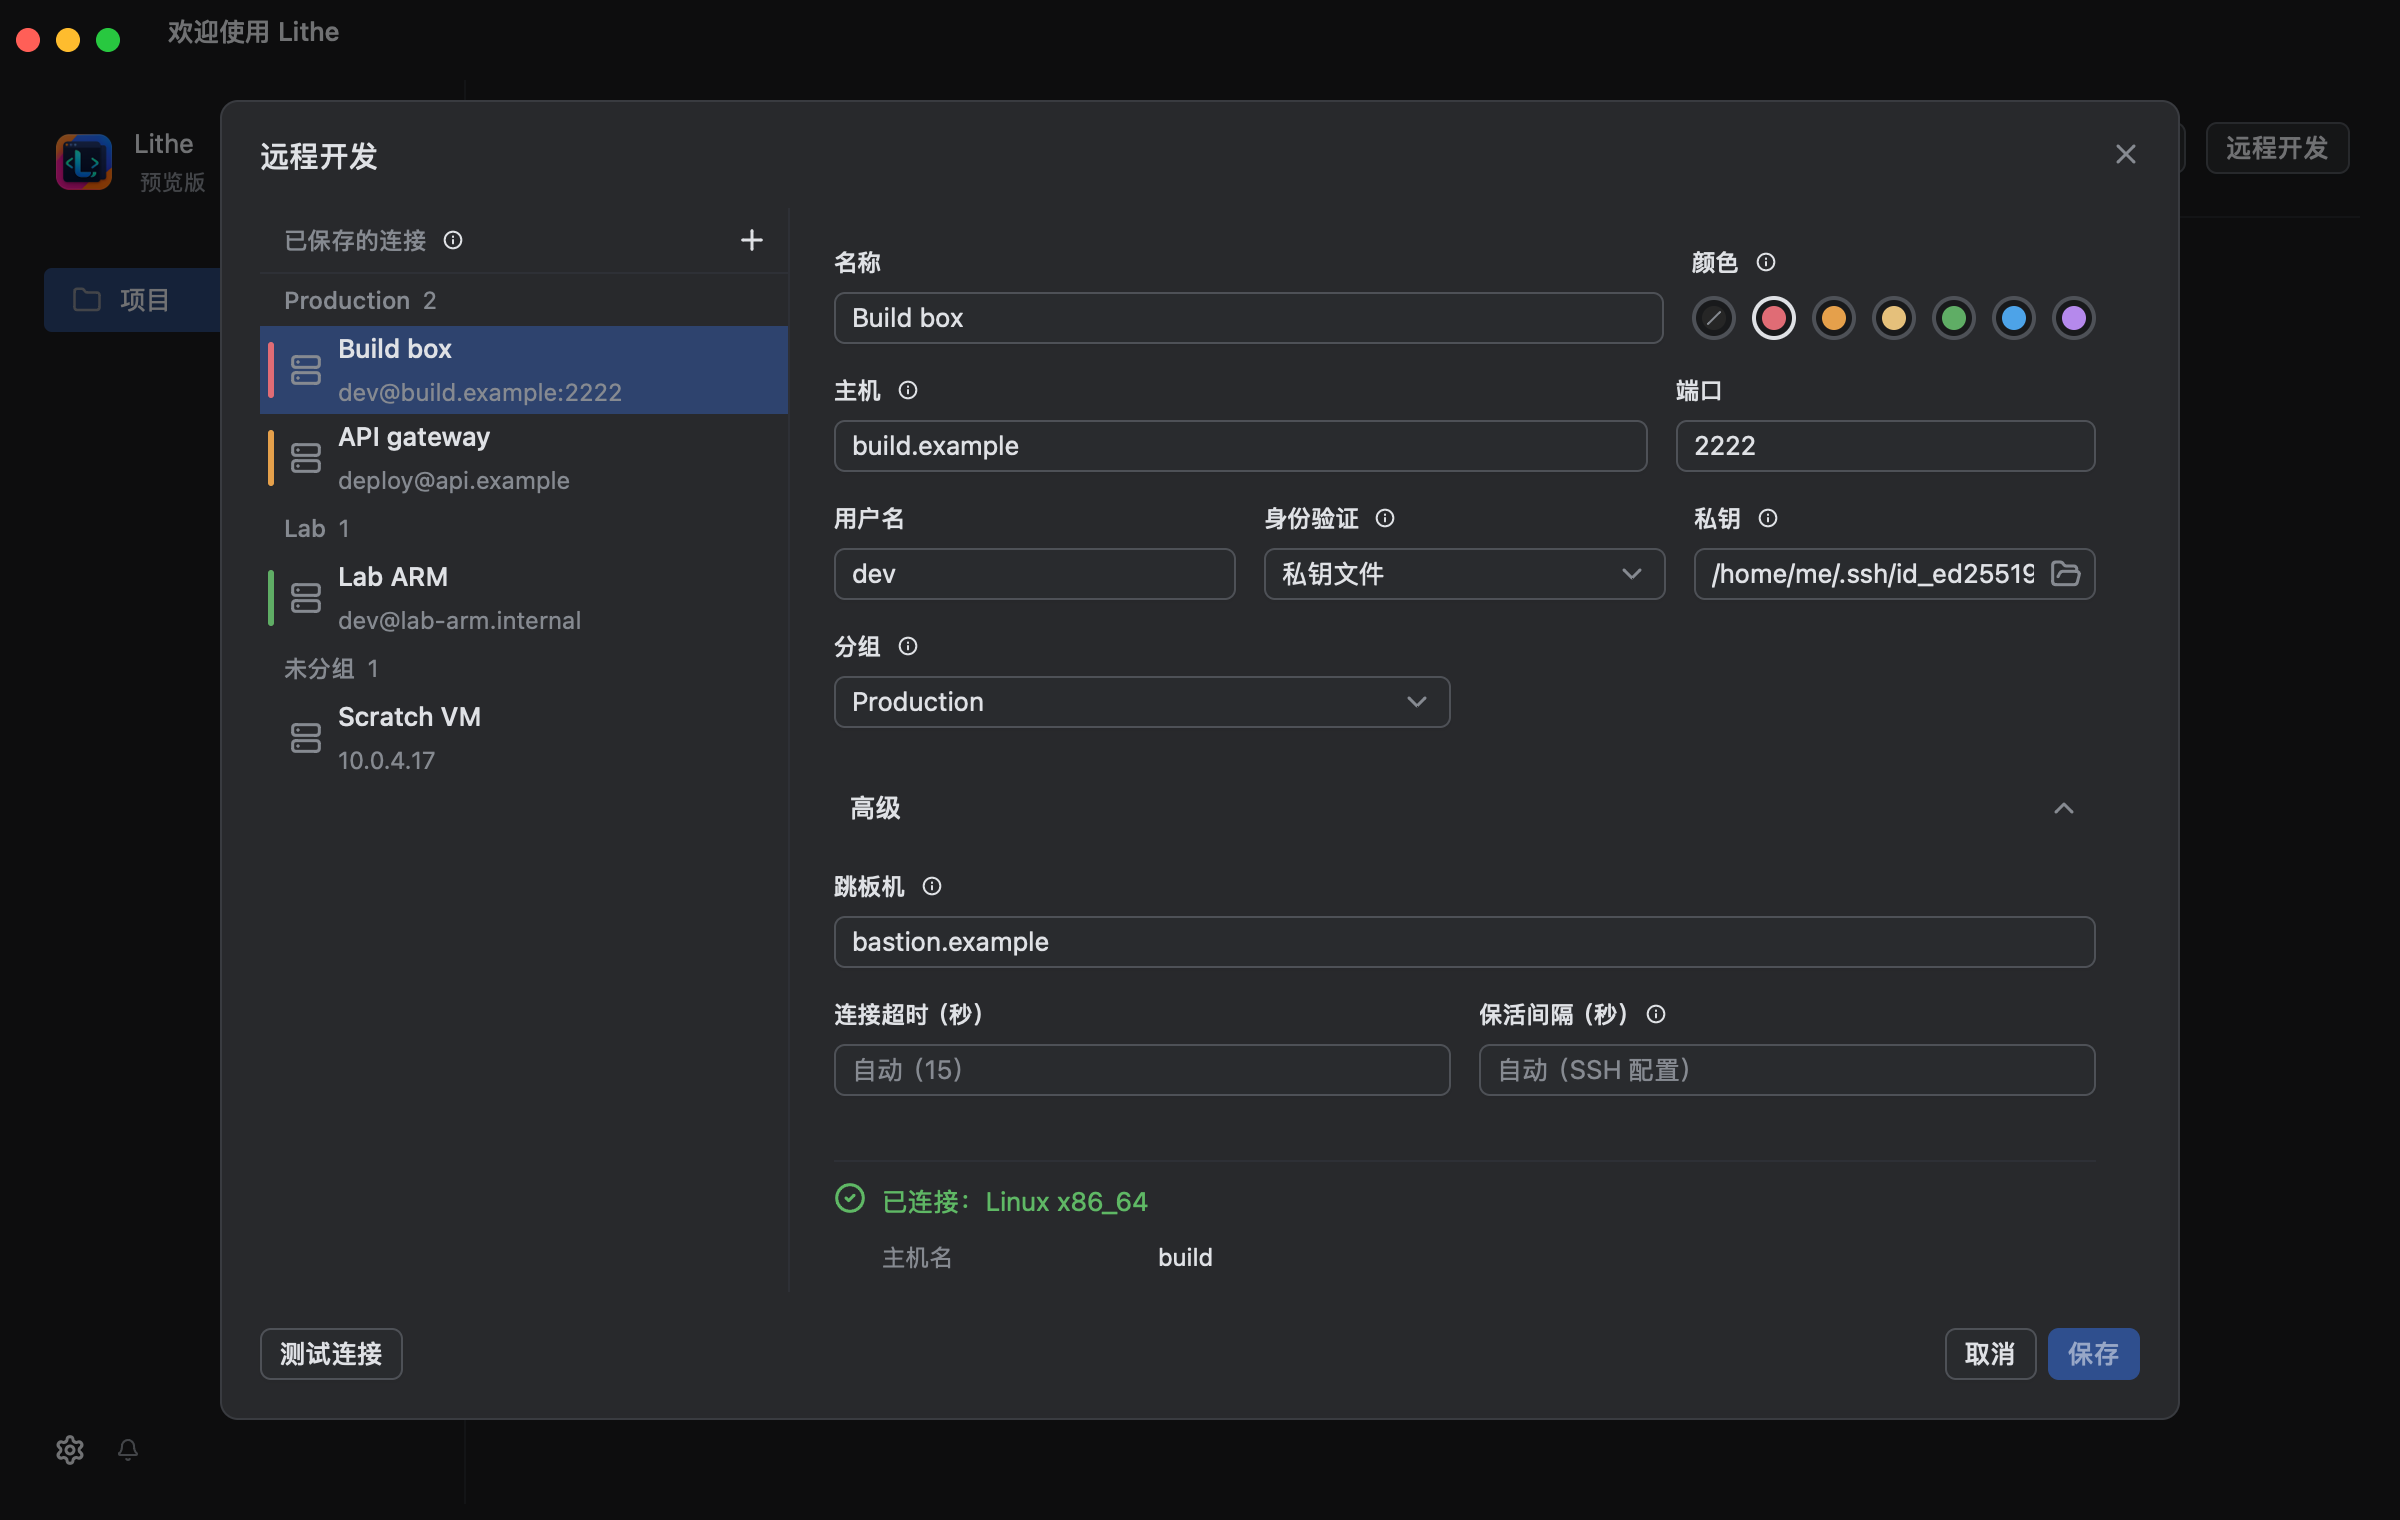 欢迎使用 Lithe
Lithe
预览版
远程开发
项目
远程开发
已保存的连接
Production 2
Build box
dev@build.example:2222
API gateway
deploy@api.example
Lab 1
Lab ARM
dev@lab-arm.internal
未分组 1
Scratch VM
10.0.4.17
名称
颜色
Build box
主机
端口
build.example
2222
用户名
身份验证
私钥
dev
私钥文件
/home/me/.ssh/id_ed25519
分组
Production
高级
跳板机
bastion.example
连接超时（秒）
保活间隔（秒）
自动（15）
自动（SSH 配置）
已连接：Linux x86_64
主机名
build
测试连接
取消
保存